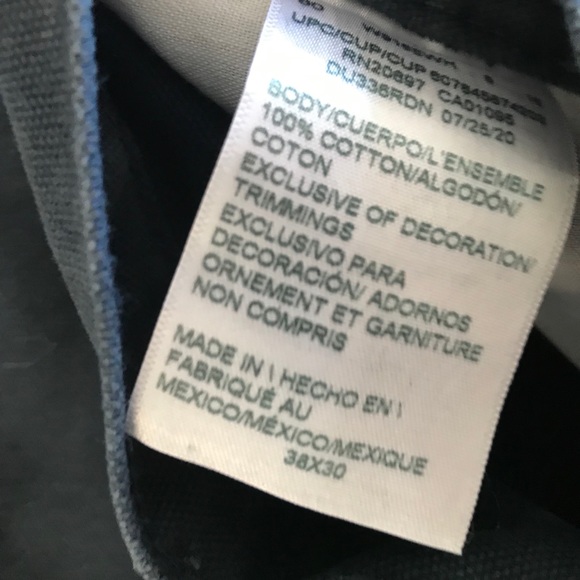 UPC/CUP/CUP
RN20697 CA01095
DU336RDN 07/25/20
BODY/CUERPO/L'ENSEMBLE
100% COTTON/ALGODÓN/
COTON
EXCLUSIVE OF DECORATION/
TRIMMINGS
EXCLUSIVO PARA
DECORACIÓN/ ADORNOS
ORNEMENT ET GARNITURE
NON COMPRIS
MADE IN \ HECHO EN \
FABRIQUÉ AU
MEXICO/MÉXICO/MEXIQUE
38X30